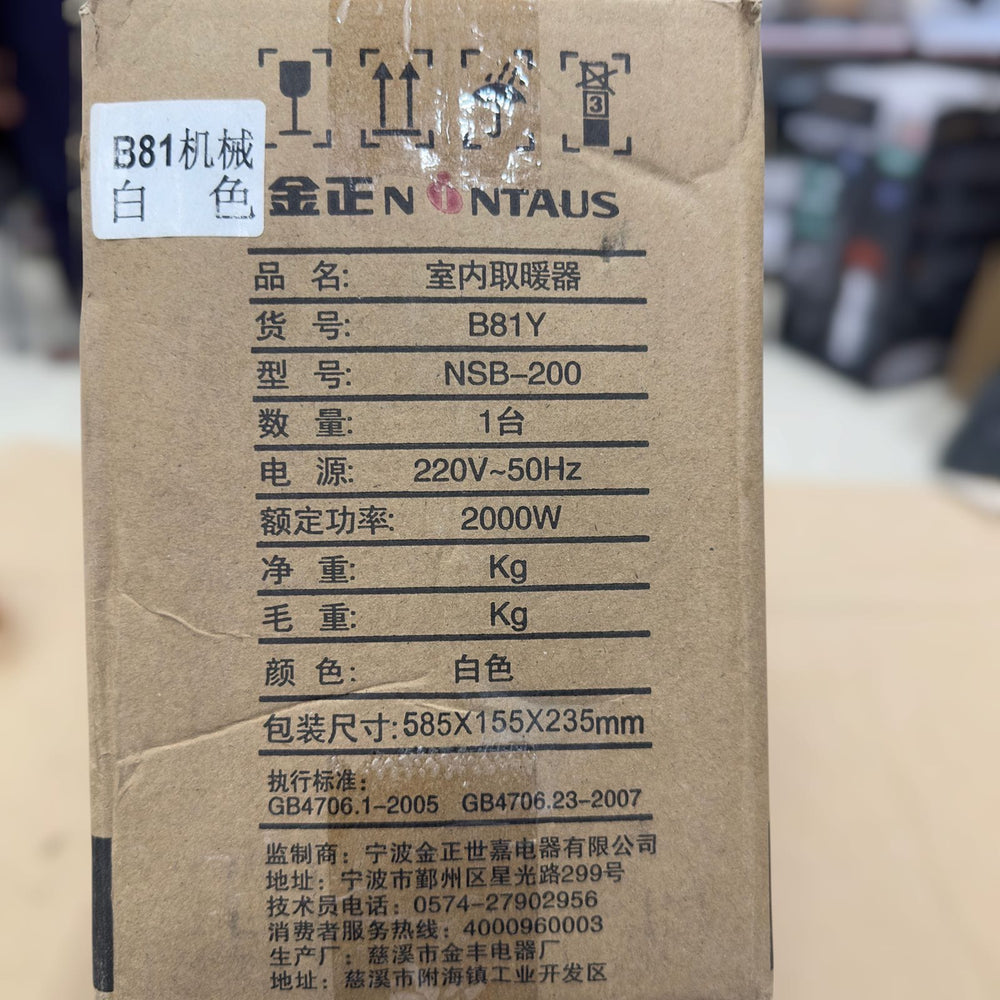 3
B81机械
白 色
金正NiNTAUS
品 名: 室内取暖器
货 号: B81Y
型 号: NSB-200
数 量: 1台
电 源: 220V~50Hz
额定功率: 2000W
净 重: Kg
毛 重: Kg
颜 色: 白色
包装尺寸:585X155X235mm
执行标准:
GB4706.1-2005 GB4706.23-2007
监制商:宁波金正世嘉电器有限公司
地址:宁波市鄞州区星光路299号
技术员电话:0574-27902956
消费者服务热线:4000960003
生产厂:慈溪市金丰电器厂
地址:慈溪市附海镇工业开发区